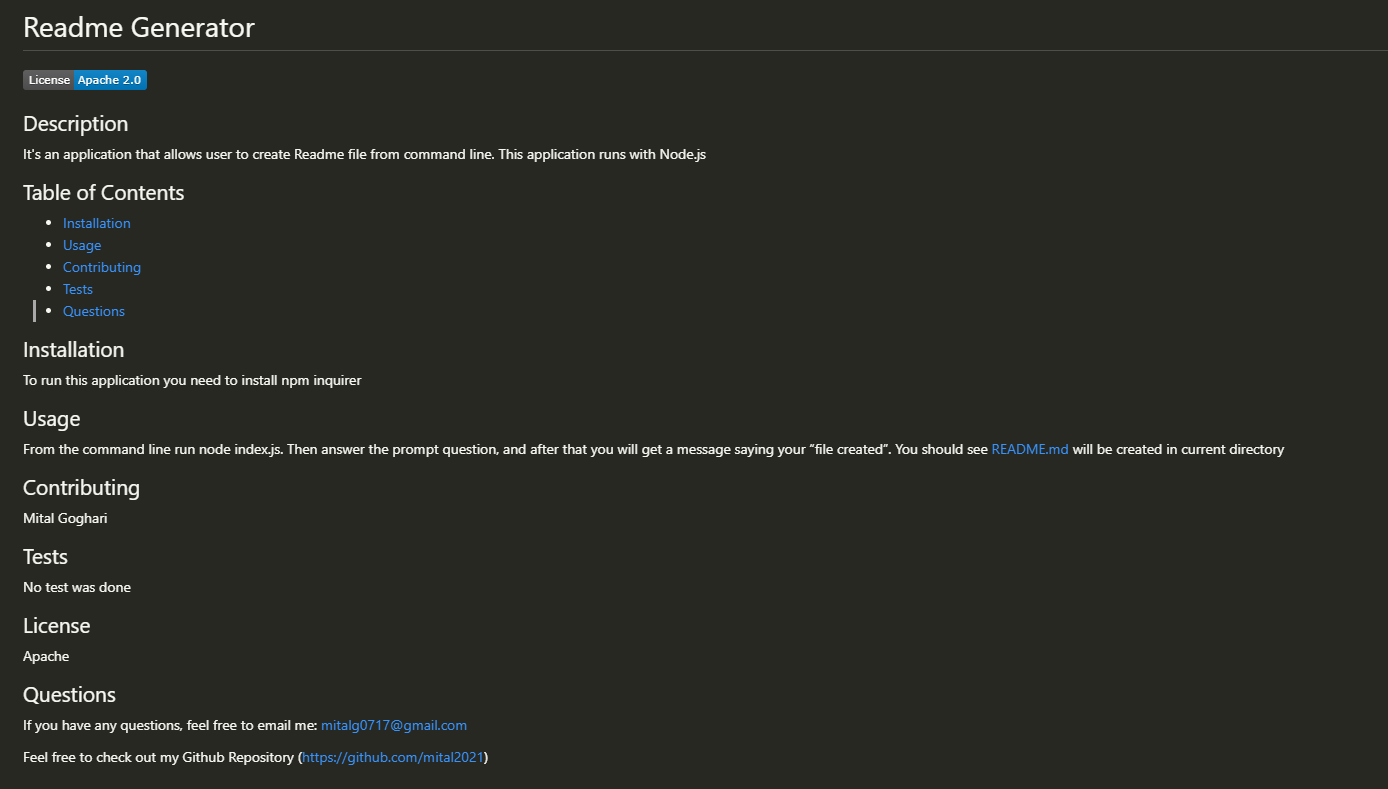 Readme Generator
License Apache 2.0
Description
It's an application that allows user to create Readme file from command line. This application runs with Node.js
Table of Contents
Installation
Usage
Contributing
Tests
Questions
Installation
To run this application you need to install npm inquirer
Usage
From the command line run node index.js. Then answer the prompt question, and after that you will get a message saying your “file created”. You should see README.md will be created in current directory
Contributing
Mital Goghari
Tests
No test was done
License
Apache
Questions
If you have any questions, feel free to email me: mitalg0717@gmail.com
Feel free to check out my Github Repository (https://github.com/mital2021)